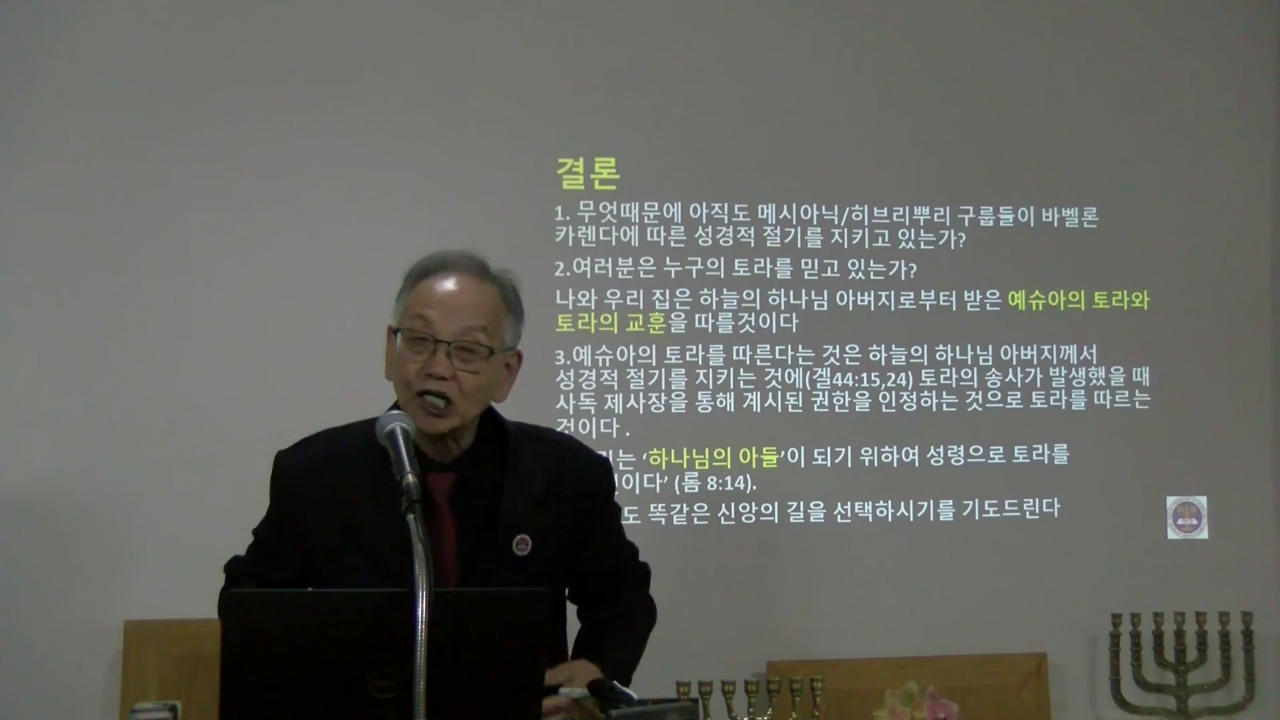 결론
1. 무엇때문에 아직도 메시아닉/히브리뿌리 구룹들이 바벨론
카렌다에 따른 성경적 절기를 지키고 있는가?
2.여러분은 누구의 토라를 믿고 있는가?
나와 우리 집은 하늘의 하나님 아버지로부터 받은 예슈아의 토라와
토라의 교훈을 따를것이다
3.예슈아의 토라를 따른다는 것은 하늘의 하나님 아버지께서
성경적 절기를 지키는 것에(겔44:15,24) 토라의 송사가 발생했을 때
사독 제사장을 통해 계시된 권한을 인정하는 것으로 토라를 따르는
것이다 .
는 ‘하나님의 아들’이 되기 위하여 성령으로 토라를
이다’ (롬 8:14).
도 똑같은 신앙의 길을 선택하시기를 기도드린다